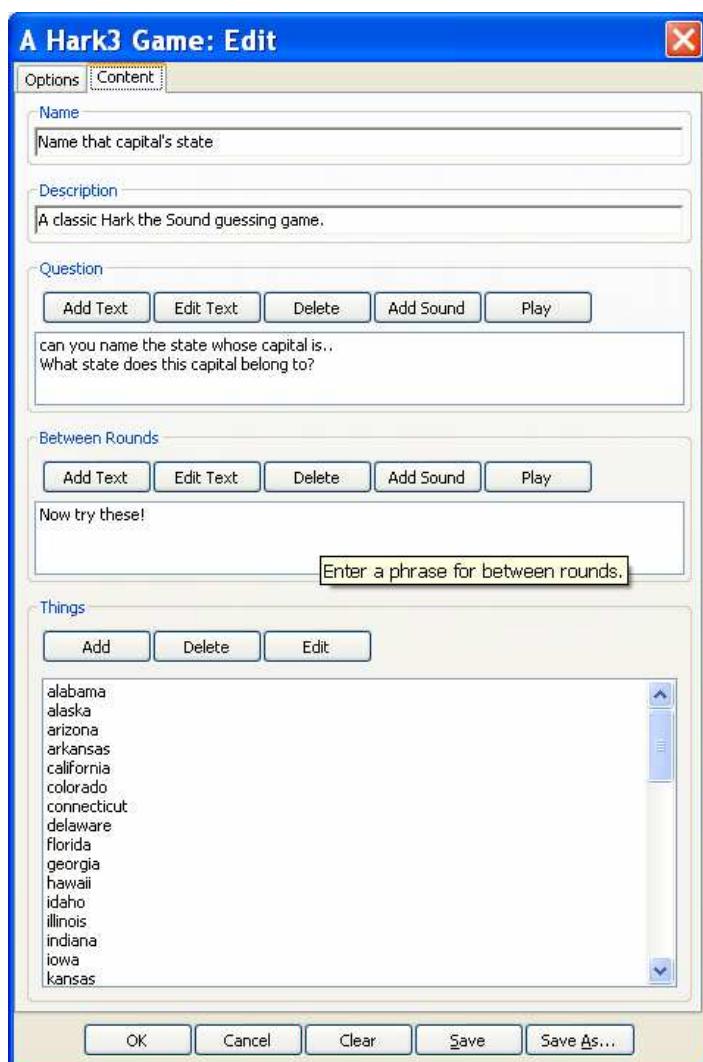 A Hark3 Game: Edit
Options Content
Name
Name that capital's state
Description
A classic Hark the Sound guessing game.
Question
Add Text Edit Text Delete Add Sound Play
can you name the state whose capital is..
What state does this capital belong to?
Between Rounds
Add Text Edit Text Delete Add Sound Play
Now try these!
Enter a phrase for between rounds.
Things
Add Delete Edit
alabama
alaska
arizona
arkansas
california
colorado
connecticut
delaware
florida
georgia
hawaii
idaho
illinois
indiana
iowa
kansas
OK Cancel Clear Save Save As...